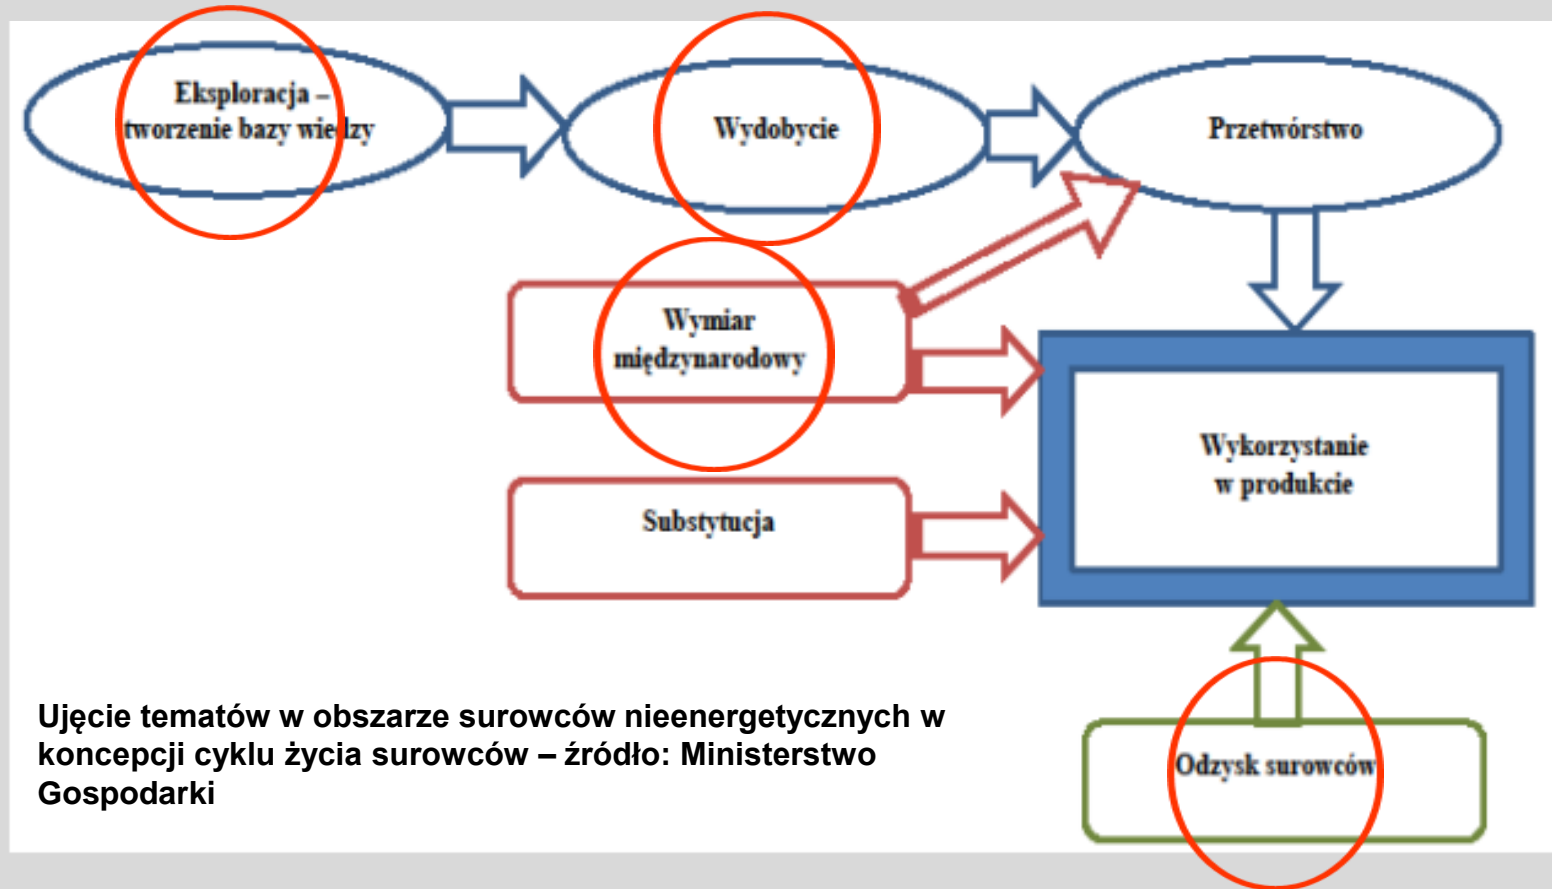 Eksploracja –
tworzenie bazy wiedzy
Wydobycie
Przetwórstwo
Wymiar
międzynarodowy
Wykorzystanie
w produkcie
Substytucja
Odzysk surowców
Ujęcie tematów w obszarze surowców nieenergetycznych w
koncepcji cyklu życia surowców – źródło: Ministerstwo
Gospodarki